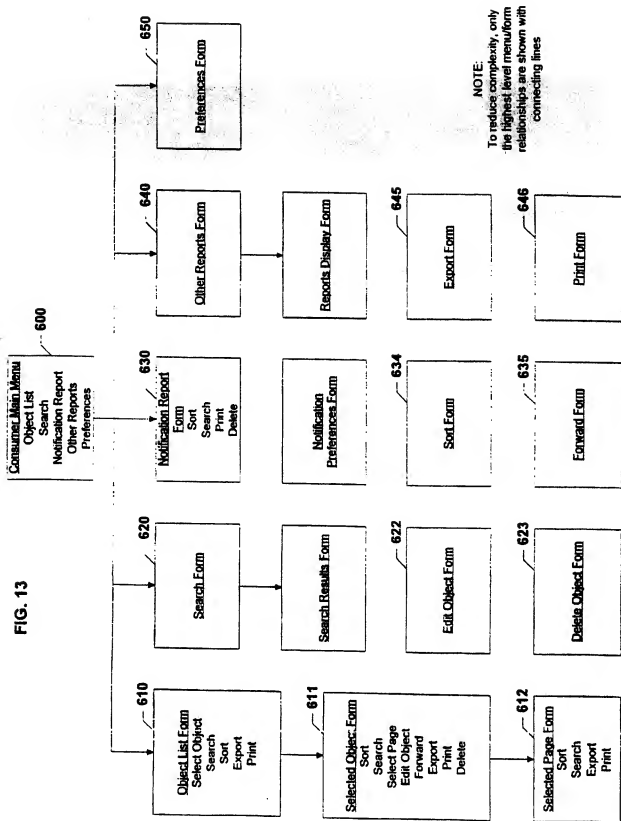 FIG. 13
600
Consumer Main Menu
Object List
Search
Notification Report
Other Reports
Preferences
610
Object List Form
Select Object
Search
Sort
Export
Print
620
Search Form
630
Notification Report
Form
Sort
Search
Print
Delete
640
Other Reports Form
650
Preferences Form
611
Selected Object Form
Sort
Search
Select Page
Edit Object
Forward
Export
Print
Delete
Search Results Form
Notification
Preferences Form
Reports Display Form
622
Edit Object Form
634
Sort Form
645
Export Form
612
Selected Page Form
Sort
Search
Export
Print
623
Delete Object Form
635
Forward Form
646
Print Form
NOTE:
To reduce complexity, only
the highest level menu/form
relationships are shown with
connecting lines